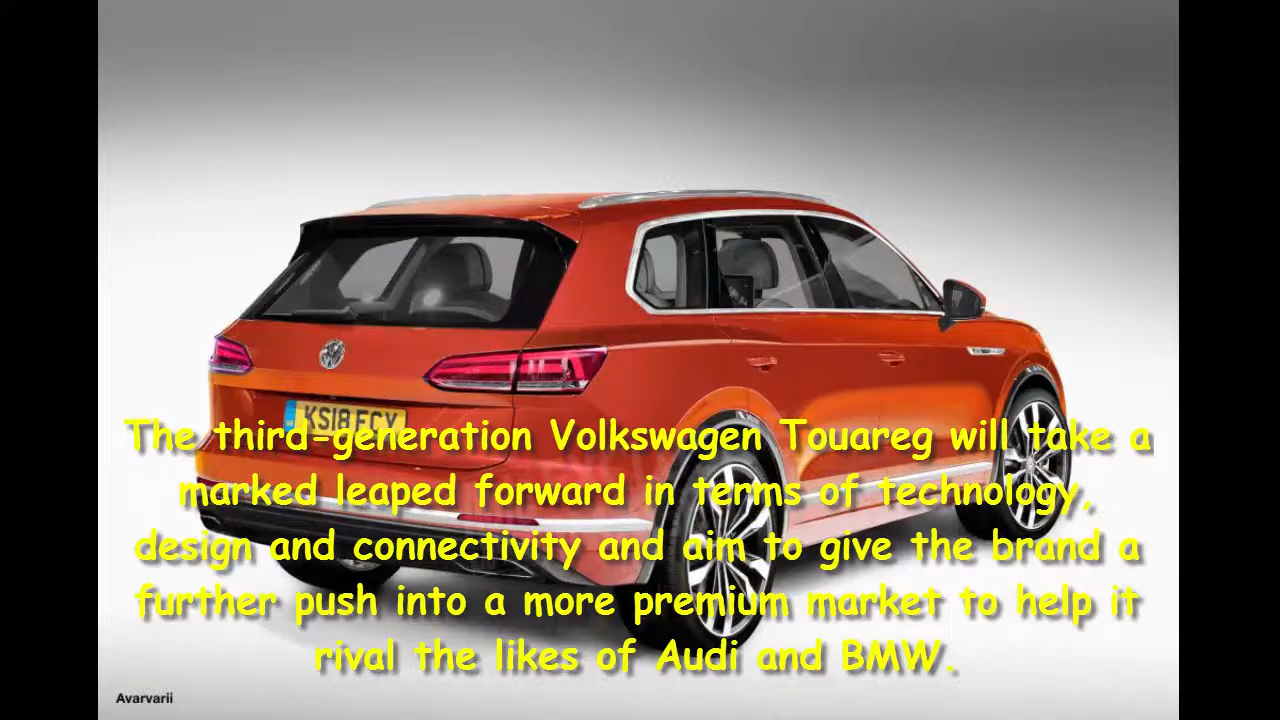 KS18 FCY
The third-generation Volkswagen Touareg will take a
marked leaped forward in terms of technology,
design and connectivity and aim to give the brand a
further push into a more premium market to help it
rival the likes of Audi and BMW.
Avarvarii